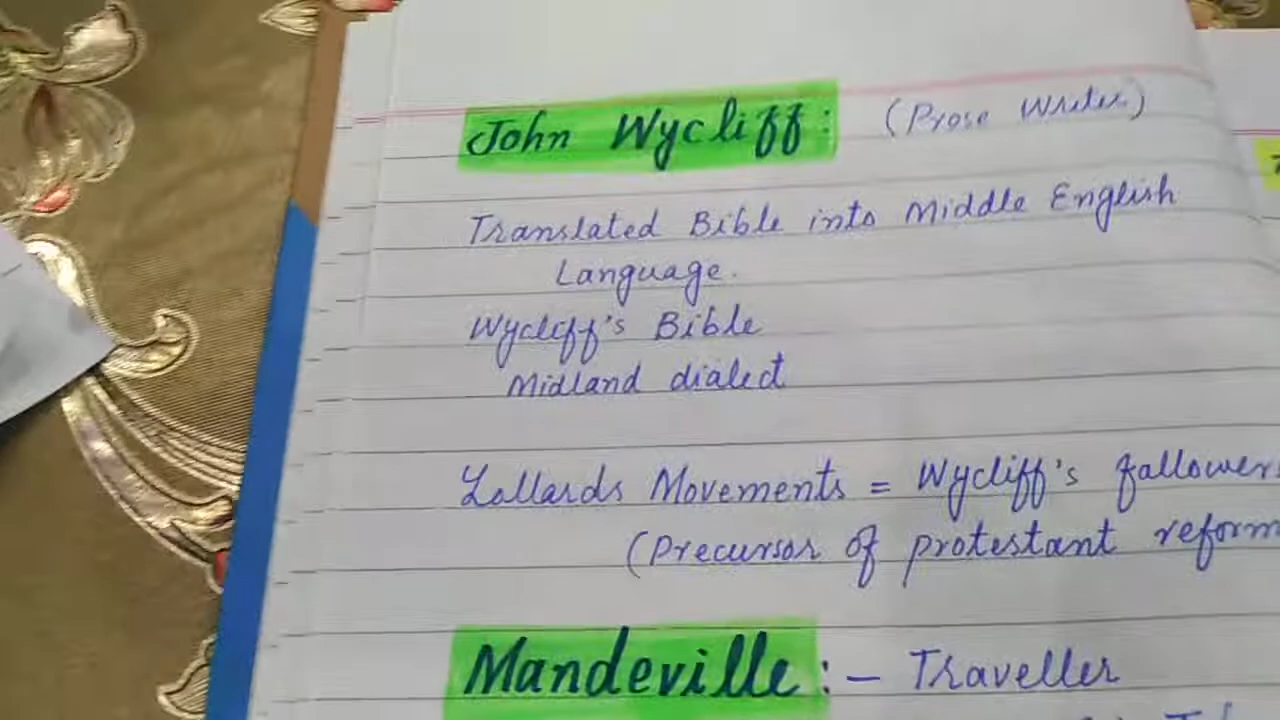 John Wycliff: (Prose Writer)
Translated Bible into Middle English
Language.
Wycliff's Bible
Midland dialect
Lollards Movements = Wycliff's fallower
(Precursor of protestant reform
Mandeville: - Traveller